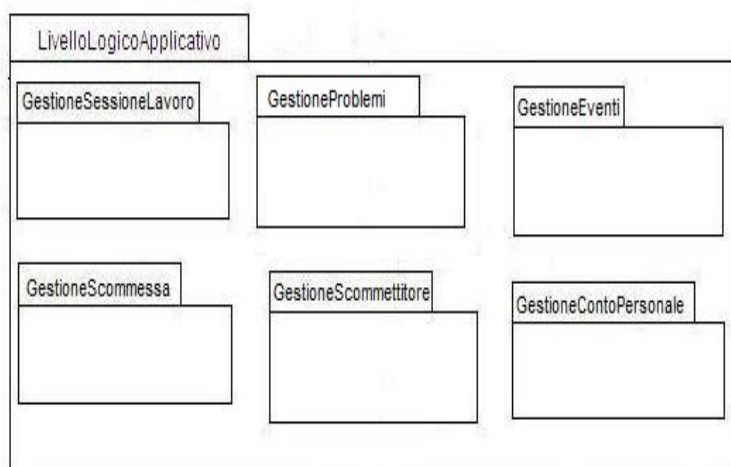 LivelloLogicoApplicativo
GestioneSessioneLavoro
GestioneProblemi
GestioneEventi
GestioneScommessa
GestioneScommettitore
GestioneContoPersonale